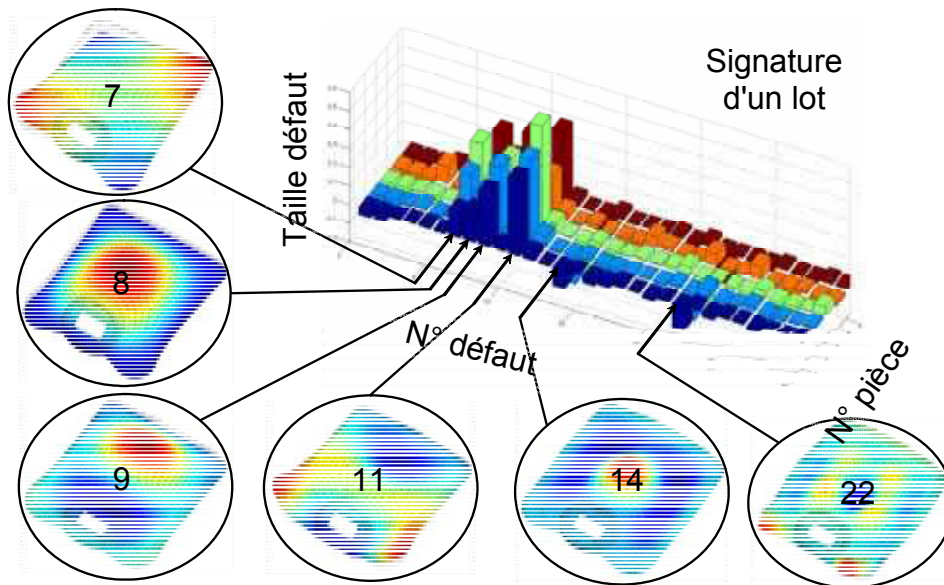 Signature
d'un lot
Taille défaut
7
8
N° défaut
N° pièce
9
11
14
22